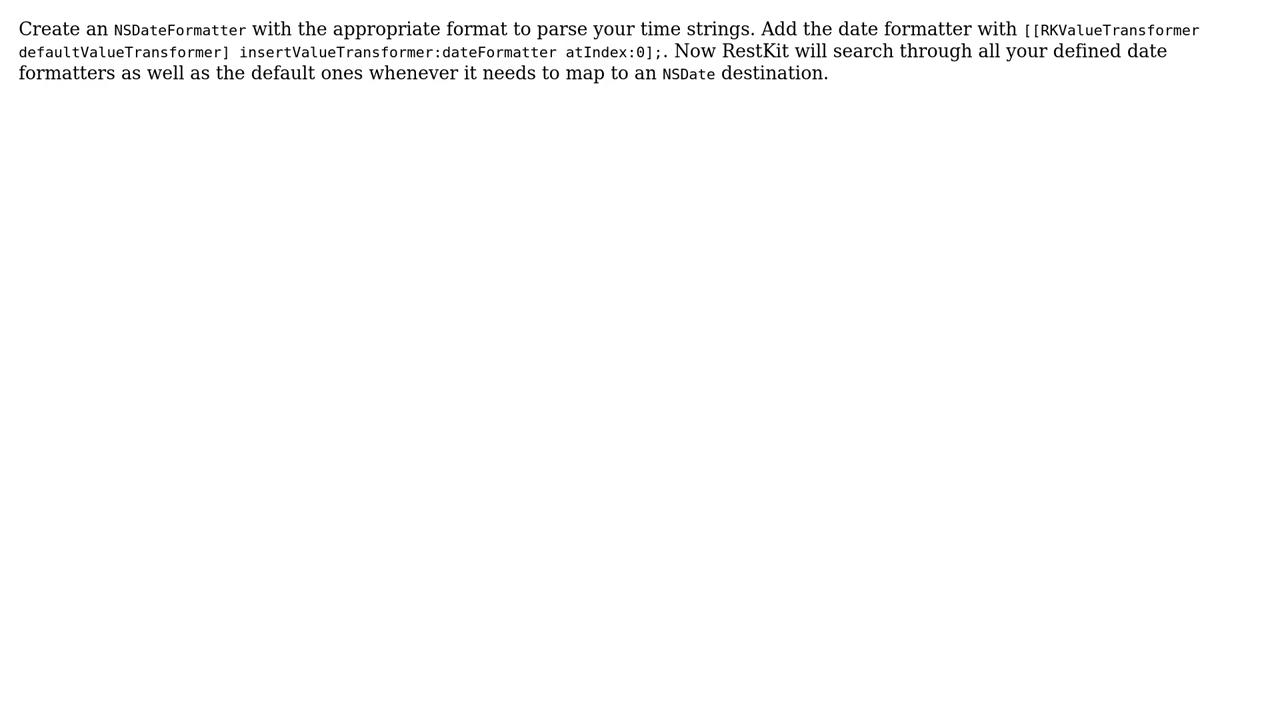 Create an NSDateFormatter with the appropriate format to parse your time strings. Add the date formatter with [[RKValueTransformer
defaultValueTransformer] insertValueTransformer:dateFormatter atIndex:0];. Now RestKit will search through all your defined date
formatters as well as the default ones whenever it needs to map to an NSDate destination.